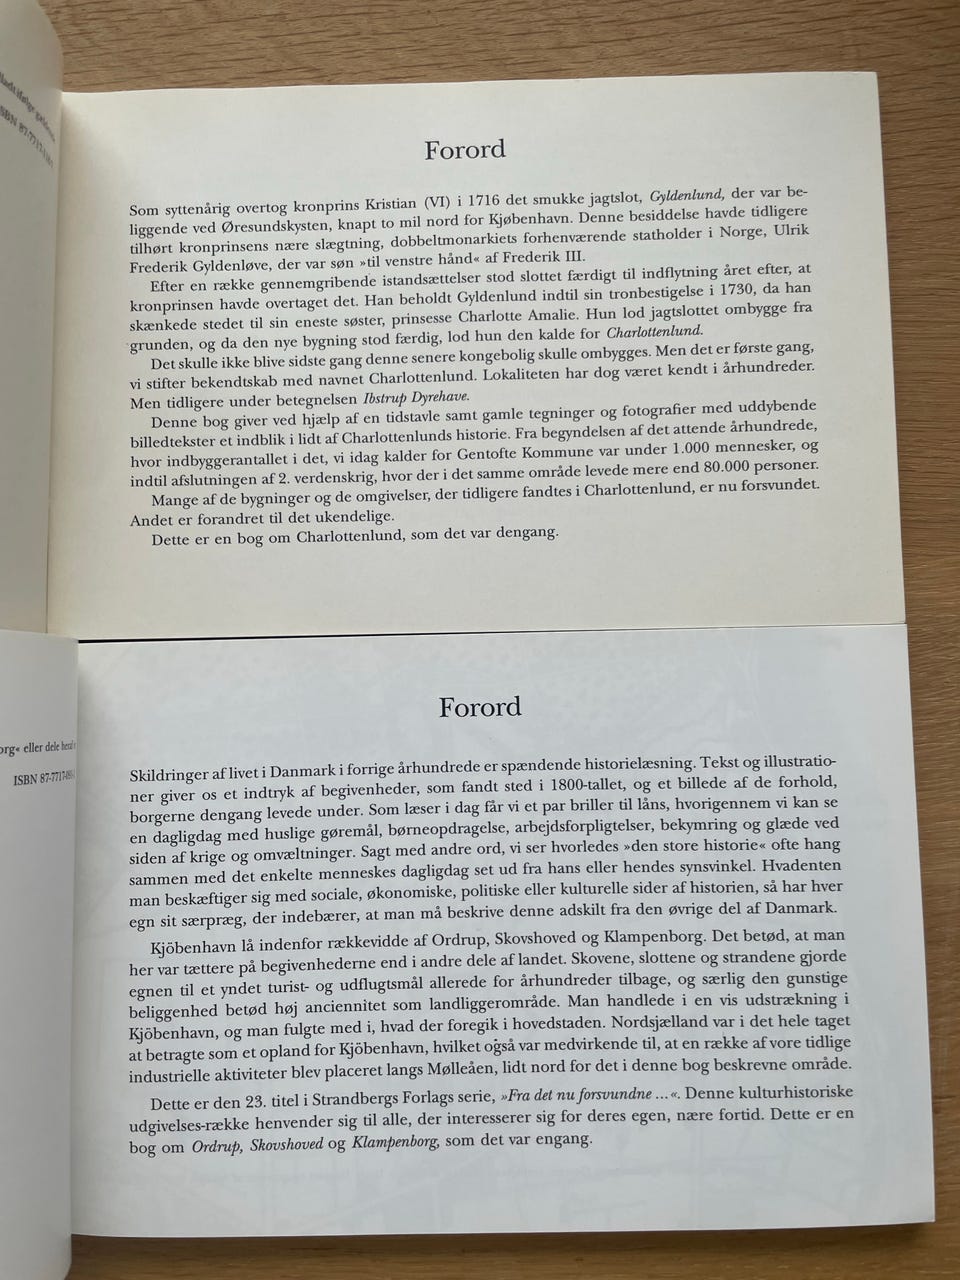 ISBN 87-7717-
Forord
Som syttenårig overtog kronprins Kristian (VI) i 1716 det smukke jagtslot, Gyldenlund, der var be-
liggende ved Øresundskysten, knapt to mil nord for Kjøbenhavn. Denne besiddelse havde tidligere
tilhørt kronprinsens nære slægtning, dobbeltmonarkiets forhenværende statholder i Norge, Ulrik
Frederik Gyldenløve, der var søn »til venstre hånd« af Frederik III.
Efter en række gennemgribende istandsættelser stod slottet færdigt til indflytning året efter, at
kronprinsen havde overtaget det. Han beholdt Gyldenlund indtil sin tronbestigelse i 1730, da han
skænkede stedet til sin eneste søster, prinsesse Charlotte Amalie. Hun lod jagtslottet ombygge fra
grunden, og da den nye bygning stod færdig, lod hun den kalde for Charlottenlund.
Det skulle ikke blive sidste gang denne senere kongebolig skulle ombygges. Men det er første gang,
vi stifter bekendtskab med navnet Charlottenlund. Lokaliteten har dog været kendt i århundreder.
Men tidligere under betegnelsen Ibstrup Dyrehave.
Denne bog giver ved hjælp af en tidstavle samt gamle tegninger og fotografier med uddybende
billedtekster et indblik i lidt af Charlottenlunds historie. Fra begyndelsen af det attende århundrede,
hvor indbyggerantallet i det, vi idag kalder for Gentofte Kommune var under 1.000 mennesker, og
indtil afslutningen af 2. verdenskrig, hvor der i det samme område levede mere end 80.000 personer.
Mange af de bygninger og de omgivelser, der tidligere fandtes i Charlottenlund, er nu forsvundet.
Andet er forandret til det ukendelige.
Dette er en bog om Charlottenlund, som det var dengang.
org« eller dele heraf
ISBN 87-7717-
Forord
Skildringer af livet i Danmark i forrige århundrede er spændende historielæsning. Tekst og illustratio-
ner giver os et indtryk af begivenheder, som fandt sted i 1800-tallet, og et billede af de forhold,
borgerne dengang levede under. Som læser i dag får vi et par briller til låns, hvorigennem vi kan se
en dagligdag med huslige gøremål, børneopdragelse, arbejdsforpligtelser, bekymring og glæde ved
siden af krige og omvæltninger. Sagt med andre ord, vi ser hvorledes »den store historie« ofte hang
sammen med det enkelte menneskes dagligdag set ud fra hans eller hendes synsvinkel. Hvadenten
man beskæftiger sig med sociale, økonomiske, politiske eller kulturelle sider af historien, så har hver
egn sit særpræg, der indebærer, at man må beskrive denne adskilt fra den øvrige del af Danmark.
Kjöbenhavn lå indenfor rækkevidde af Ordrup, Skovshoved og Klampenborg. Det betød, at man
her var tættere på begivenhederne end i andre dele af landet. Skovene, slottene og strandene gjorde
egnen til et yndet turist- og udflugtsmål allerede for århundreder tilbage, og særlig den gunstige
beliggenhed betød høj anciennitet som landliggerområde. Man handlede i en vis udstrækning i
Kjöbenhavn, og man fulgte med i, hvad der foregik i hovedstaden. Nordsjælland var i det hele taget
at betragte som et opland for Kjöbenhavn, hvilket også var medvirkende til, at en række af vore tidlige
industrielle aktiviteter blev placeret langs Mølleåen, lidt nord for det i denne bog beskrevne område.
Dette er den 23. titel i Strandbergs Forlags serie, »Fra det nu forsvundne ...«. Denne kulturhistoriske
udgivelses-række henvender sig til alle, der interesserer sig for deres egen, nære fortid. Dette er en
bog om Ordrup, Skovshoved og Klampenborg, som det var engang.